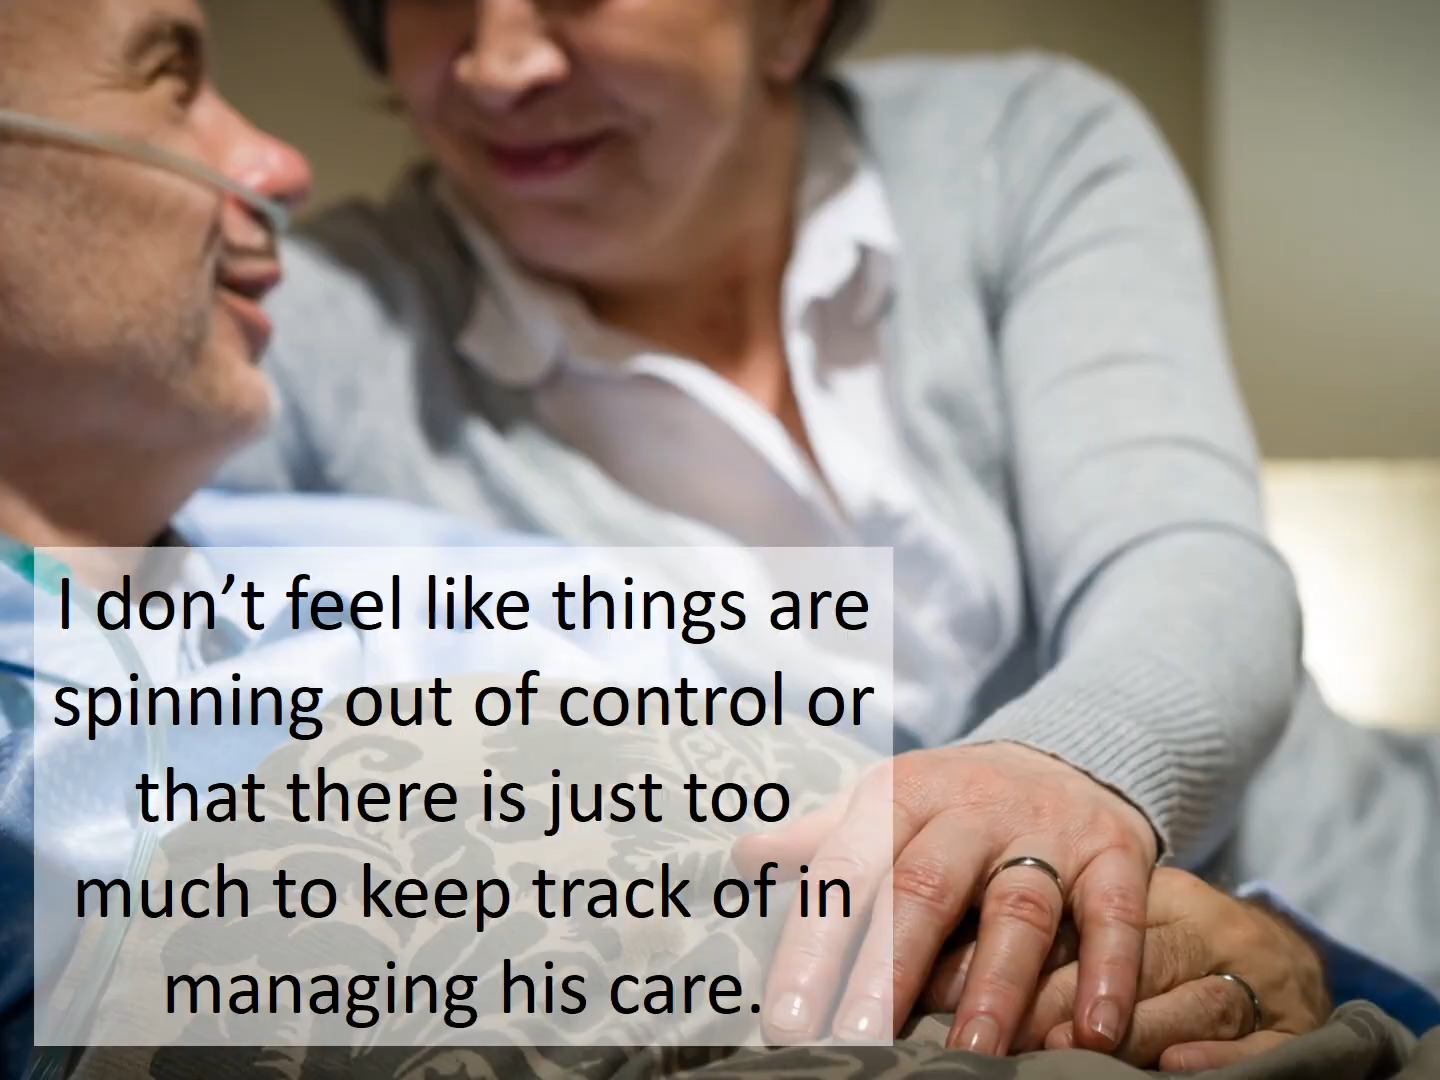 I don’t feel like things are
spinning out of control or
that there is just too
much to keep track of in
managing his care.